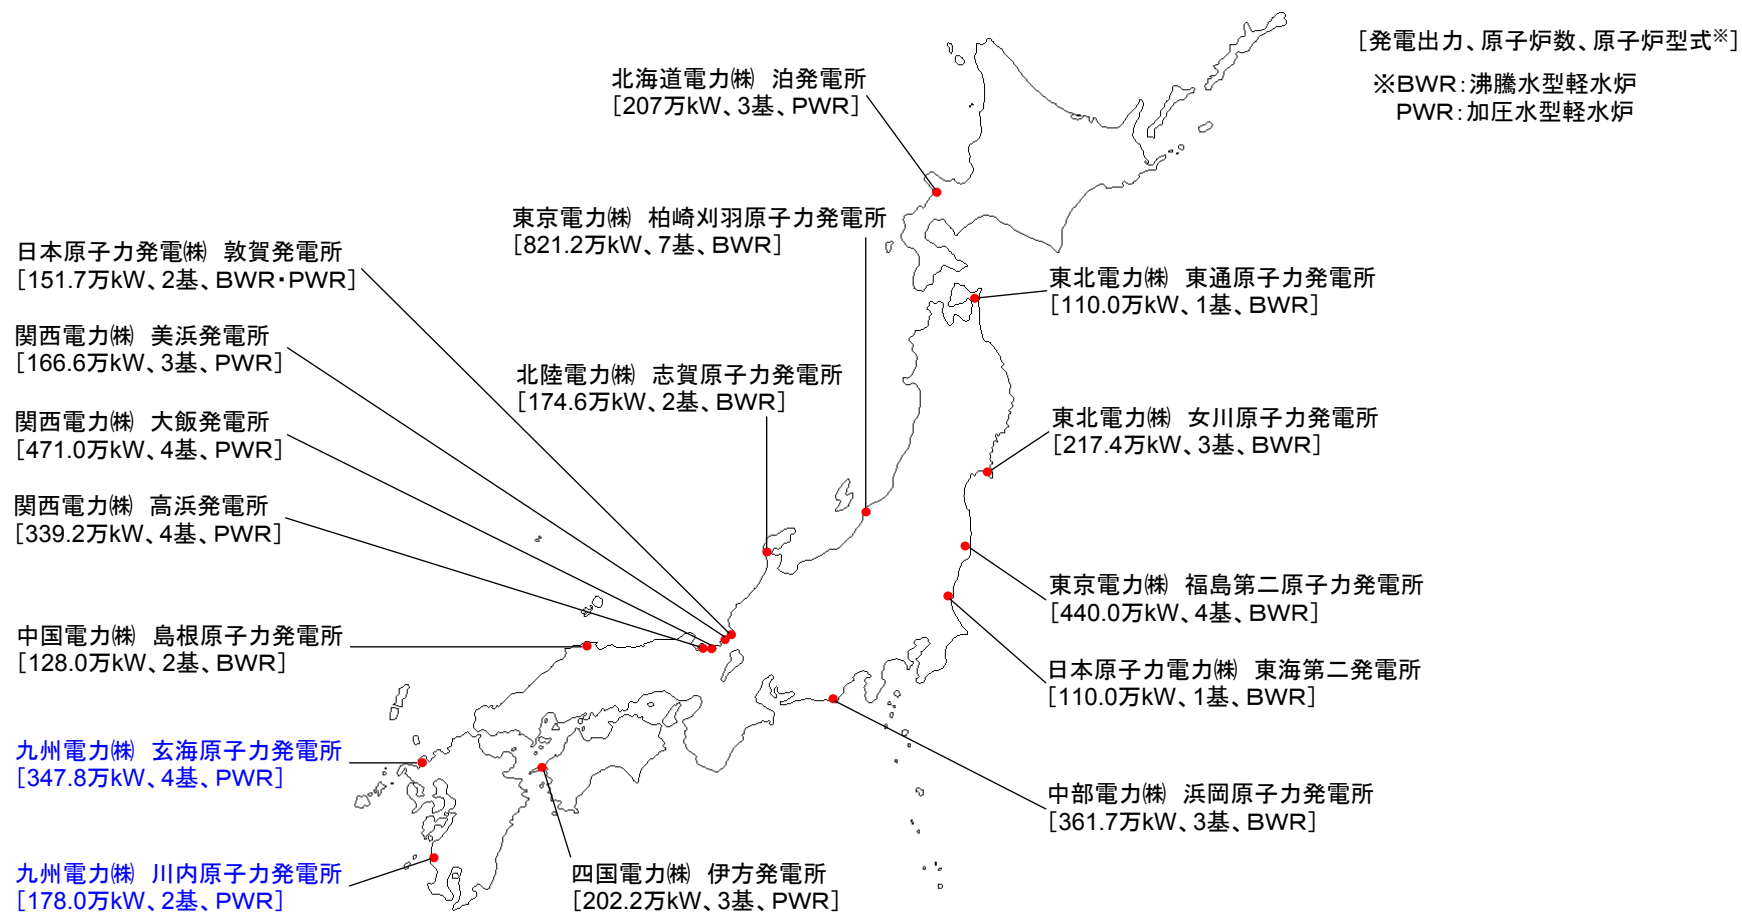 [発電出力、原子炉数、原子炉型式※]
※BWR:沸騰水型軽水炉
PWR:加圧水型軽水炉
北海道電力㈱ 泊発電所
[207万kW、3基、PWR]
東京電力㈱ 柏崎刈羽原子力発電所
[821.2万kW、7基、BWR]
日本原子力発電㈱ 敦賀発電所
[151.7万kW、2基、BWR・PWR]
関西電力㈱ 美浜発電所
[166.6万kW、3基、PWR]
関西電力㈱ 大飯発電所
[471.0万kW、4基、PWR]
関西電力㈱ 高浜発電所
[339.2万kW、4基、PWR]
北陸電力㈱ 志賀原子力発電所
[174.6万kW、2基、BWR]
中国電力㈱ 島根原子力発電所
[128.0万kW、2基、BWR]
九州電力㈱ 玄海原子力発電所
[347.8万kW、4基、PWR]
九州電力㈱ 川内原子力発電所
[178.0万kW、2基、PWR]
四国電力㈱ 伊方発電所
[202.2万kW、3基、PWR]
東北電力㈱ 東通原子力発電所
[110.0万kW、1基、BWR]
東北電力㈱ 女川原子力発電所
[217.4万kW、3基、BWR]
東京電力㈱ 福島第二原子力発電所
[440.0万kW、4基、BWR]
日本原子力電力㈱ 東海第二発電所
[110.0万kW、1基、BWR]
中部電力㈱ 浜岡原子力発電所
[361.7万kW、3基、BWR]